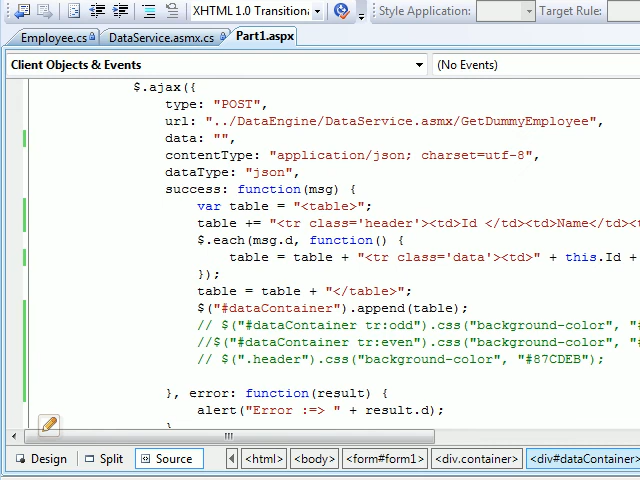 XHTML 1.0 Transitiona
Style Application:
Target Rule:
Employee.cs
DataService.asmx.cs
Part1.aspx
Client Objects & Events
(No Events)
$.ajax({
type: "POST",
url: "../DataEngine/DataService.asmx/GetDummyEmployee",
data: "",
contentType: "application/json; charset=utf-8",
dataType: "json",
success: function(msg) {
var table = "<table>";
table += "<tr class='header'><td>Id </td><td>Name</td><t
$.each(msg.d, function() {
table = table + "<tr class='data'><td>" + this.Id +
});
table = table + "</table>";
$("#dataContainer").append(table);
// $("#dataContainer tr:odd").css("background-color", "#
//$("#dataContainer tr:even").css("background-color", "#
// $(".header").css("background-color", "#87CDEB");
}, error: function(result) {
alert("Error :=> " + result.d);
}
Design
Split
Source
<html>
<body>
<form#form1>
<div.container>
<div#dataContainer>